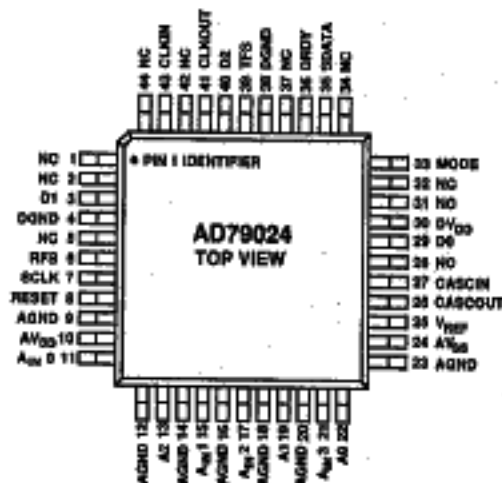 44 NC
43 CLKIN
42 NC
41 CLKOUT
40 D2
39 TFS
38 DGND
37 NC
36 DRDY
35 SDATA
34 NC
NC 1
NC 2
D1 3
DGND 4
NC 5
RFS 6
SCLK 7
RESET 8
AGND 9
AVDD 10
AIN 0 11
PIN 1 IDENTIFIER
AD79024
TOP VIEW
33 MODE
32 NC
31 NC
30 DVDD
29 D0
28 NC
27 CASCIN
26 CASCOUT
25 VREF
24 AVSS
23 AGND
AGND 12
A2 13
AGND 14
AIN 1 15
AGND 16
AIN 2 17
AGND 18
A1 19
AGND 20
AIN 3 21
A0 22